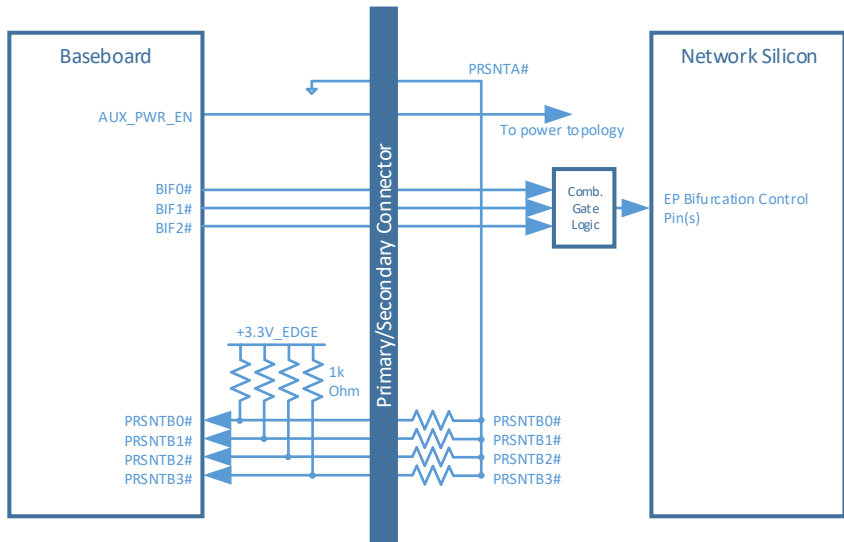 Baseboard
Network Silicon
PRSNTA#
AUX_PWR_EN
To power topology
BIF0#
BIF1#
BIF2#
Comb.
Gate
Logic
EP Bifurcation Control
Pin(s)
Primary/Secondary Connector
+3.3V_EDGE
1k
Ohm
PRSNTB0#
PRSNTB1#
PRSNTB2#
PRSNTB3#
PRSNTB0#
PRSNTB1#
PRSNTB2#
PRSNTB3#